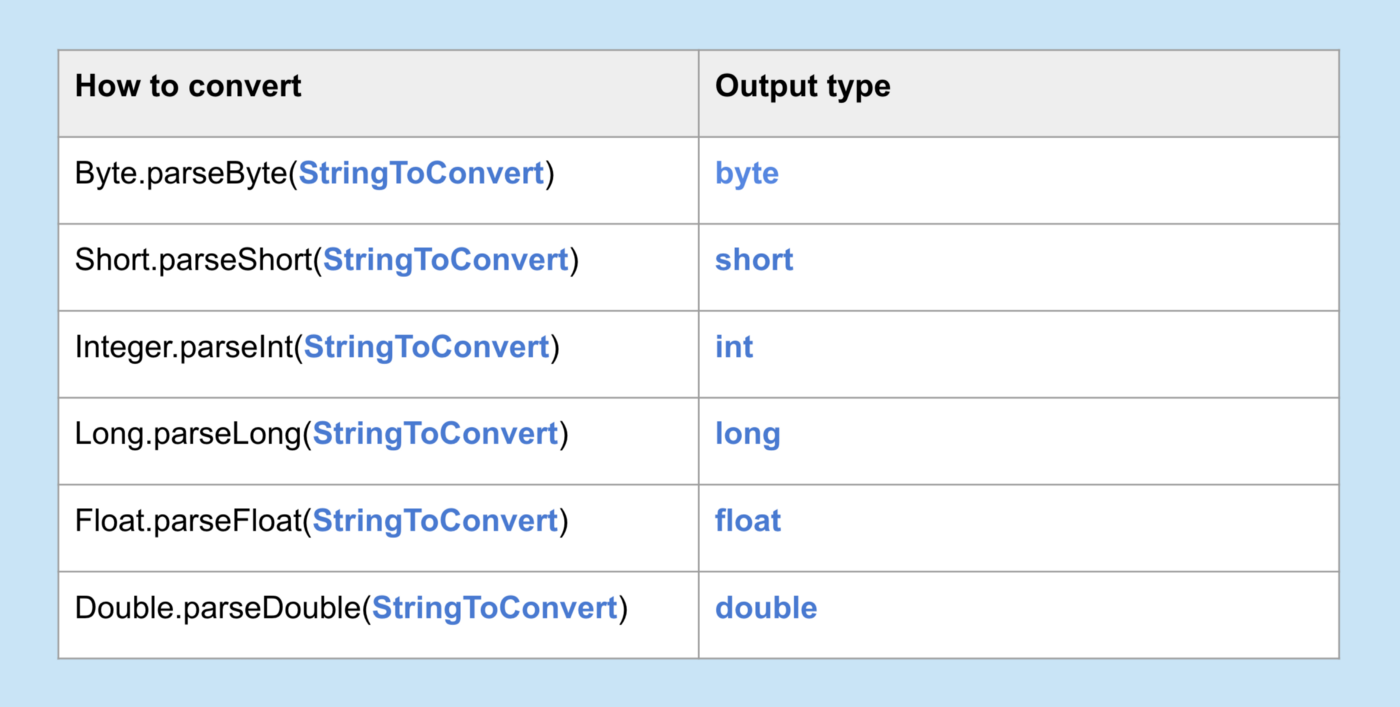 How to convert Output type
Byte.parseByte(StringToConvert) byte
Short.parseShort(StringToConvert) short
Integer.parseInt(StringToConvert) int
Long.parseLong(StringToConvert) long
Float.parseFloat(StringToConvert) float
Double.parseDouble(StringToConvert) double